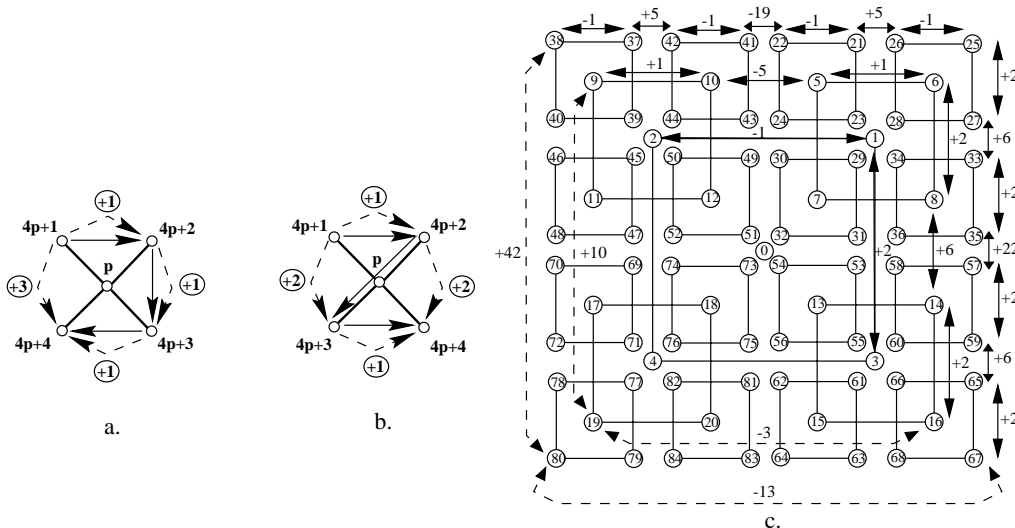 -1 +5 -1 -19 -1 +5 -1
38 37 42 41 22 21 26 25
+1 -5 +1 +2
9 10 5 6
40 39 44 43 24 23 28 27
2 -1 1 +2 +6
46 45 50 49 30 29 34 33
+2
11 12 7 8
+1 +1
4p+1 4p+2 4p+1 4p+2
48 47 52 51 32 31 36 35
+42 +10 0 +2 +6 +22
70 69 74 73 54 53 58 57
+3 p +1 +2 p +2
17 18 13 14 +2
4p+4 4p+3 4p+3 4p+4
72 71 76 75 56 55 60 59
+1 +1
4 3 +2 +6
78 77 82 81 62 61 66 65
a. b.
19 20 15 16 +2
-3
80 79 84 83 64 63 68 67
-13
c.